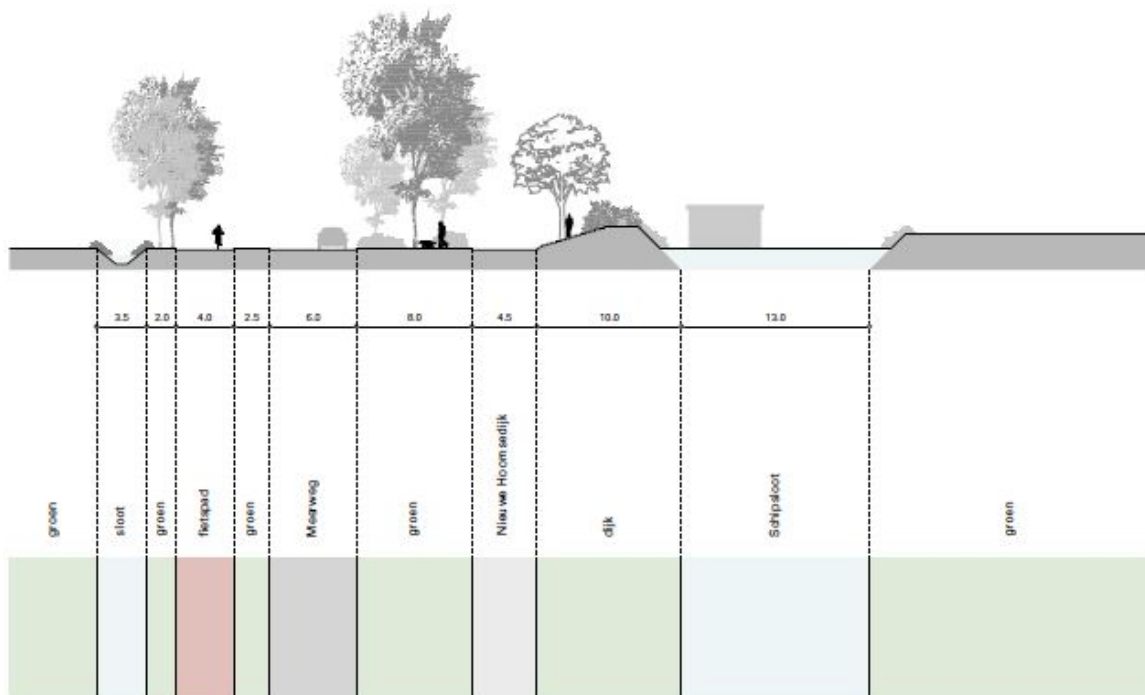 3.5
2.0
4.0
2.5
6.0
8.0
4.5
10.0
13.0
groen
sloot
groen
fietspad
groen
Meerweg
groen
Nieuwe Hoornsedijk
dijk
Schipsloot
groen